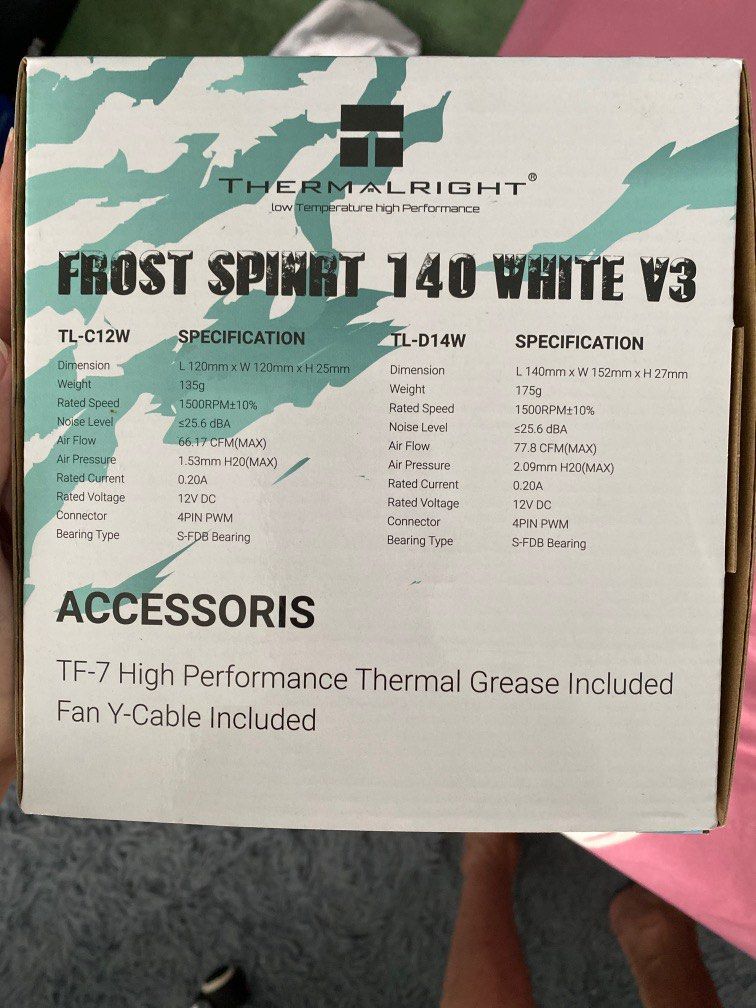 THERMALRIGHT®
low Temperature high Performance
FROST SPINRT 140 WHITE V3
TL-C12W SPECIFICATION
Dimension L 120mm x W 120mm x H 25mm
Weight 135g
Rated Speed 1500RPM±10%
Noise Level ≤25.6 dBA
Air Flow 66.17 CFM(MAX)
Air Pressure 1.53mm H20(MAX)
Rated Current 0.20A
Rated Voltage 12V DC
Connector 4PIN PWM
Bearing Type S-FDB Bearing
TL-D14W SPECIFICATION
Dimension L 140mm x W 152mm x H 27mm
Weight 175g
Rated Speed 1500RPM±10%
Noise Level ≤25.6 dBA
Air Flow 77.8 CFM(MAX)
Air Pressure 2.09mm H20(MAX)
Rated Current 0.20A
Rated Voltage 12V DC
Connector 4PIN PWM
Bearing Type S-FDB Bearing
ACCESSORIS
TF-7 High Performance Thermal Grease Included
Fan Y-Cable Included